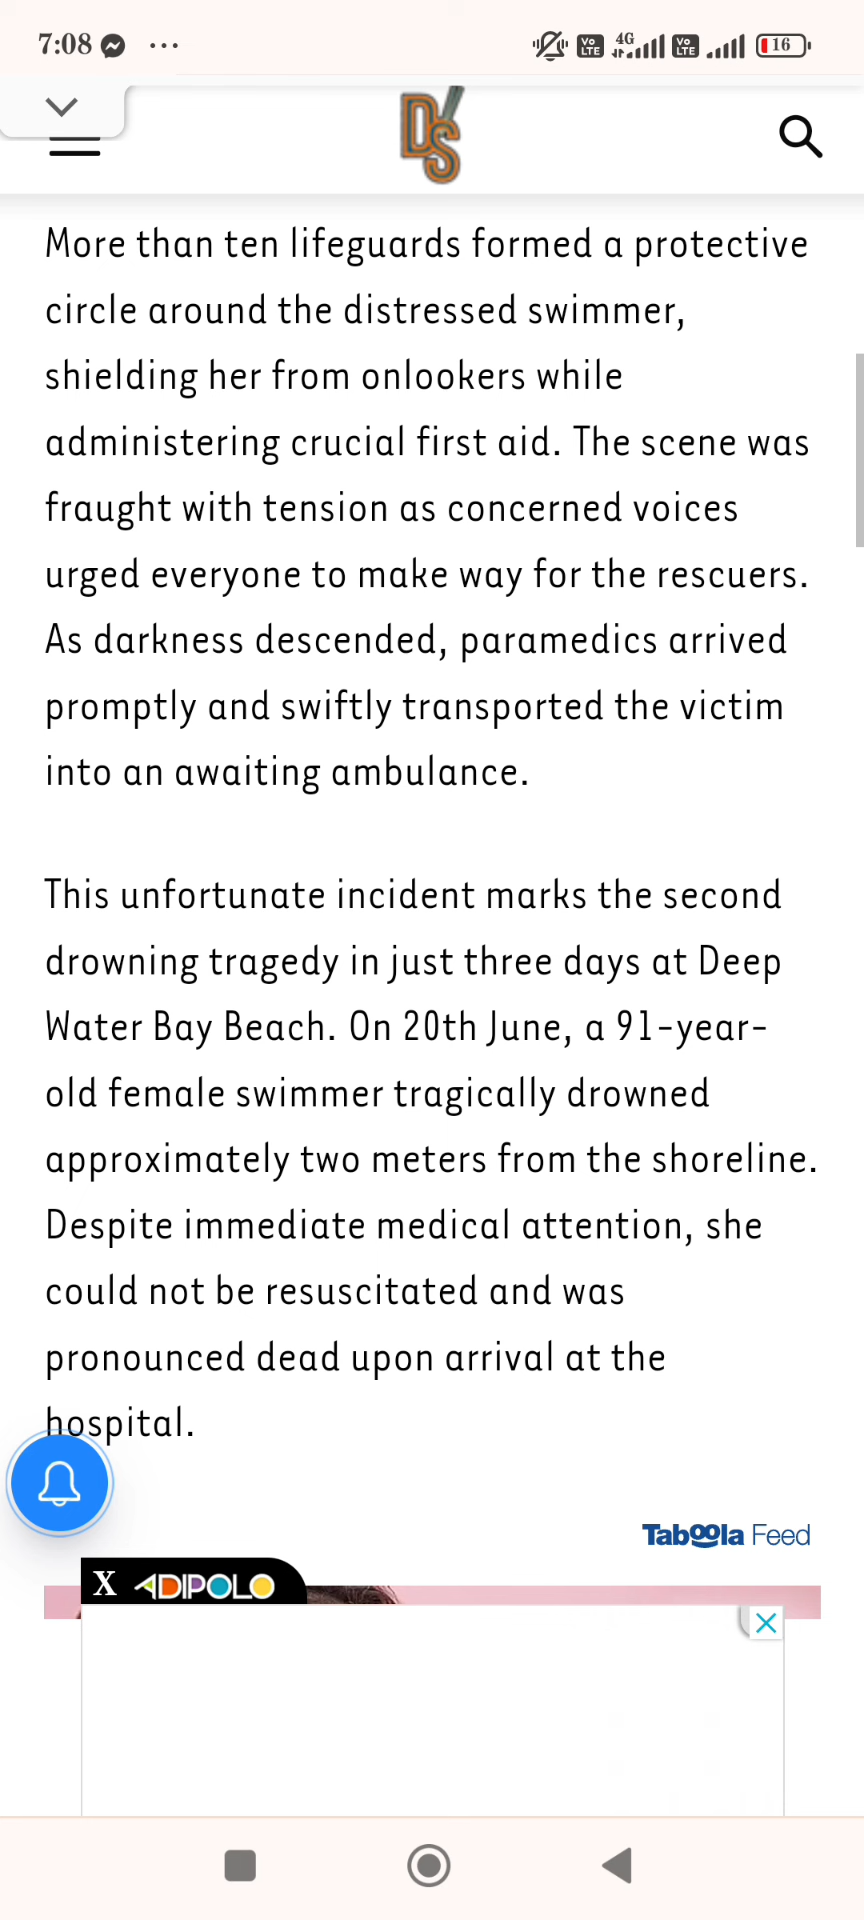 7:08
4G
Vo
LTE
Vo
LTE
16
DS
More than ten lifeguards formed a protective
circle around the distressed swimmer,
shielding her from onlookers while
administering crucial first aid. The scene was
fraught with tension as concerned voices
urged everyone to make way for the rescuers.
As darkness descended, paramedics arrived
promptly and swiftly transported the victim
into an awaiting ambulance.
This unfortunate incident marks the second
drowning tragedy in just three days at Deep
Water Bay Beach. On 20th June, a 91-year-
old female swimmer tragically drowned
approximately two meters from the shoreline.
Despite immediate medical attention, she
could not be resuscitated and was
pronounced dead upon arrival at the
hospital.
Taboola Feed
X ADIPOLO